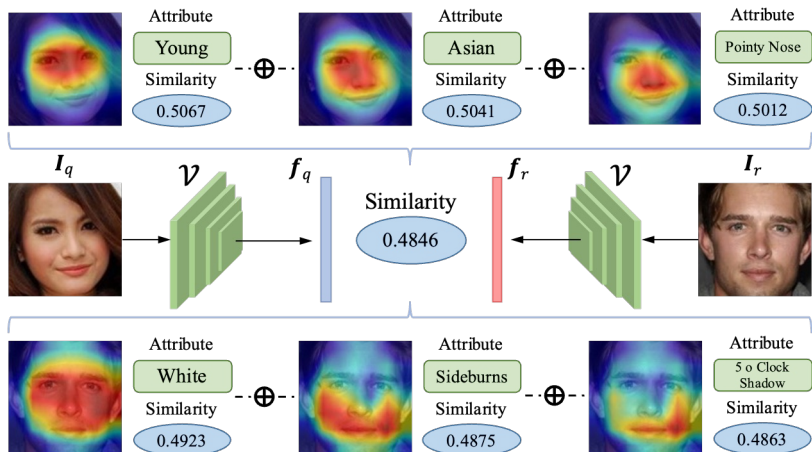 Attribute
Young
Similarity
0.5067
⊕
Attribute
Asian
Similarity
0.5041
⊕
Attribute
Pointy Nose
Similarity
0.5012
I_q
𝒱
f_q
Similarity
0.4846
f_r
𝒱
I_r
Attribute
White
Similarity
0.4923
⊕
Attribute
Sideburns
Similarity
0.4875
⊕
Attribute
5 o Clock
Shadow
Similarity
0.4863